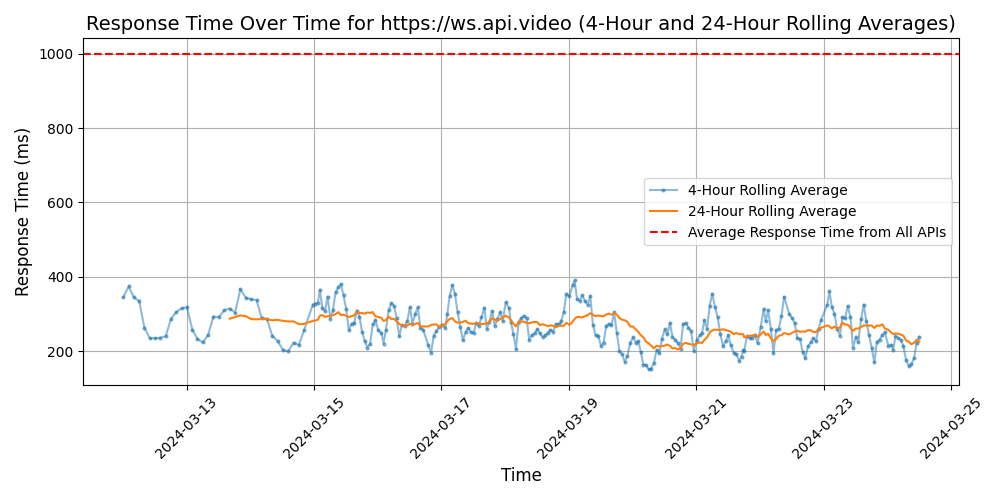 Response Time Over Time for https://ws.api.video (4-Hour and 24-Hour Rolling Averages)
Response Time (ms)
1000
800
600
400
200
4-Hour Rolling Average
24-Hour Rolling Average
Average Response Time from All APIs
2024-03-13
2024-03-15
2024-03-17
2024-03-19
2024-03-21
2024-03-23
2024-03-25
Time